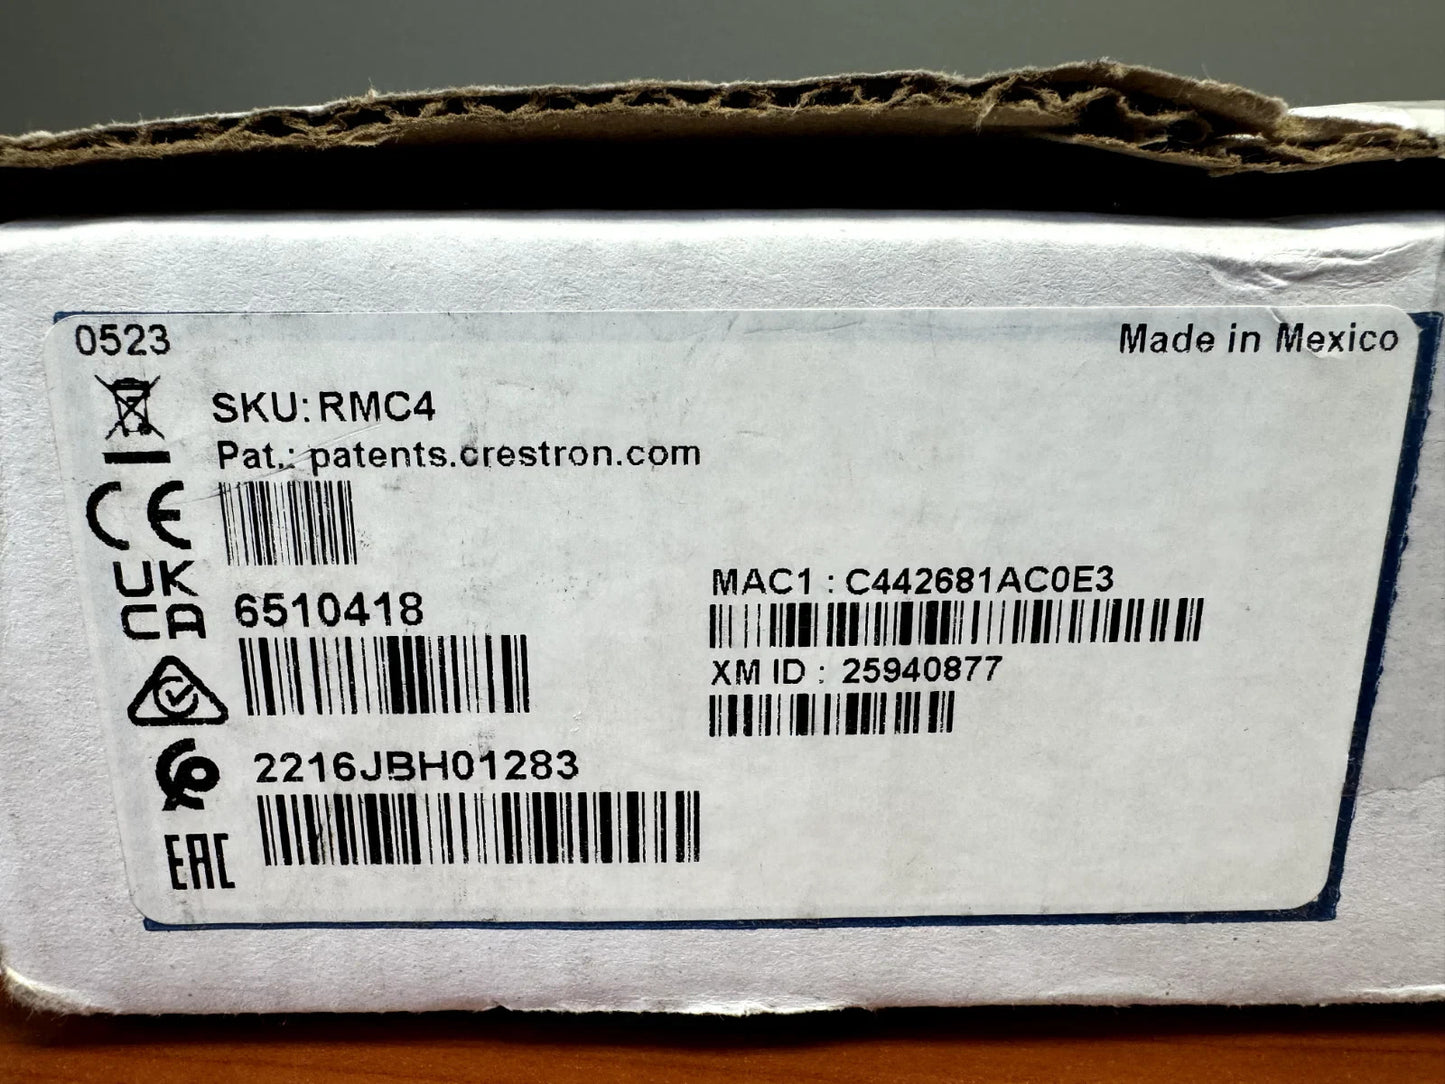 0523
Made in Mexico
SKU: RMC4
Pat.: patents.crestron.com
CE
UK
CA
6510418
MAC1 : C442681AC0E3
XM ID : 25940877
2216JBH01283
EAC